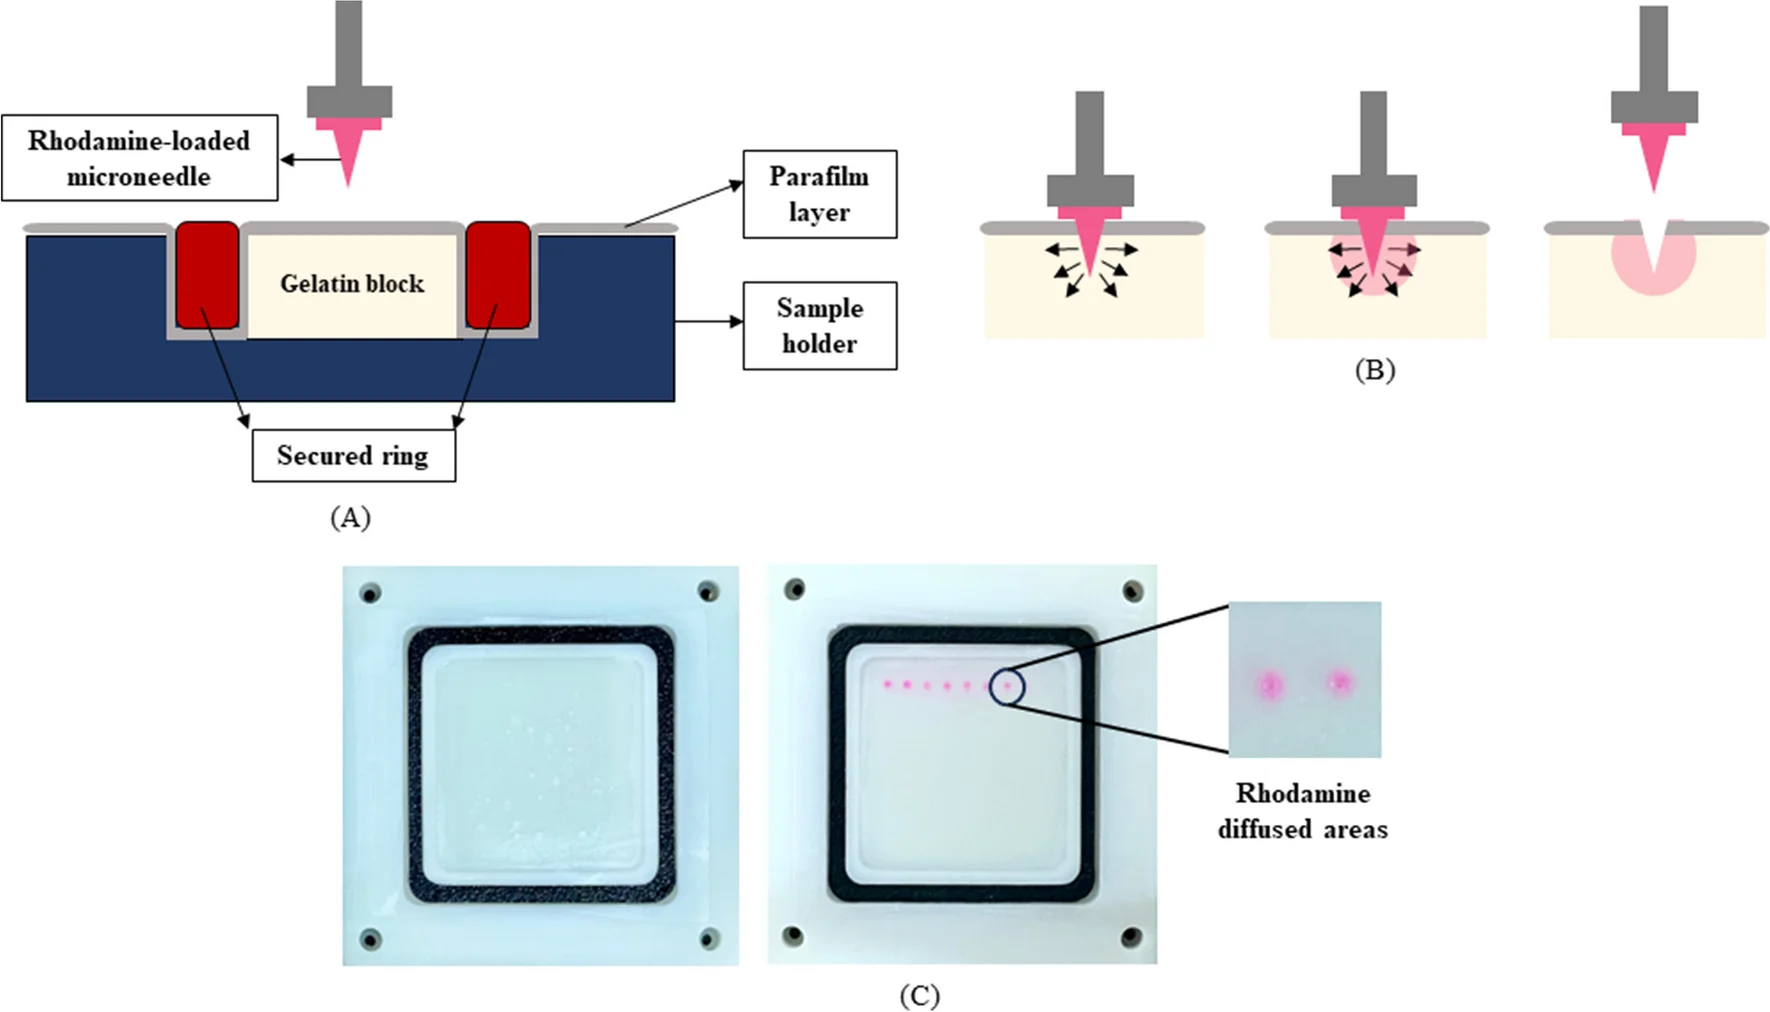 Rhodamine-loaded
microneedle
Parafilm
layer
Gelatin block
Sample
holder
Secured ring
(A)
(B)
Rhodamine
diffused areas
(C)